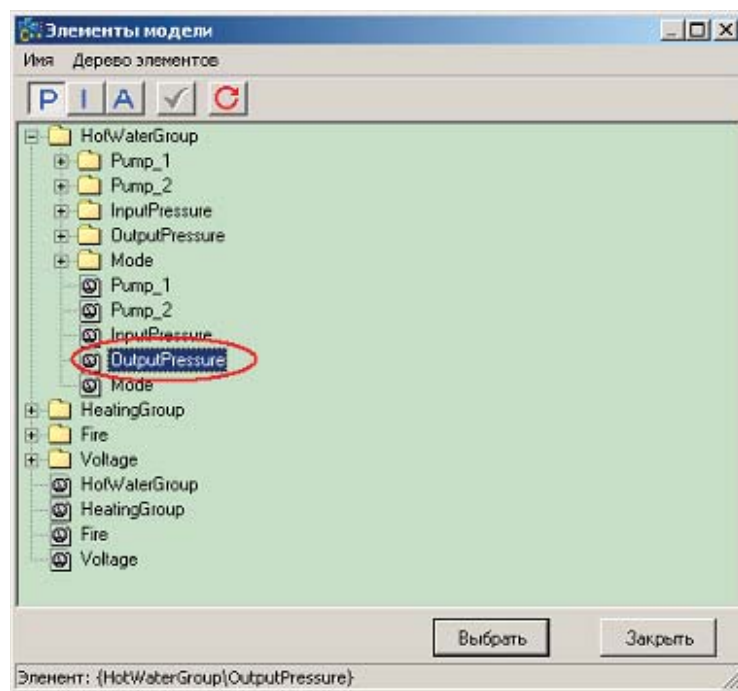 Элементы модели
Имя Дерево элементов
P I A
HotWaterGroup
Pump_1
Pump_2
InputPressure
OutputPressure
Mode
Pump_1
Pump_2
InputPressure
OutputPressure
Mode
HeatingGroup
Fire
Voltage
HotWaterGroup
HeatingGroup
Fire
Voltage
Выбрать Закрыть
Элемент: {HotWaterGroup\OutputPressure}